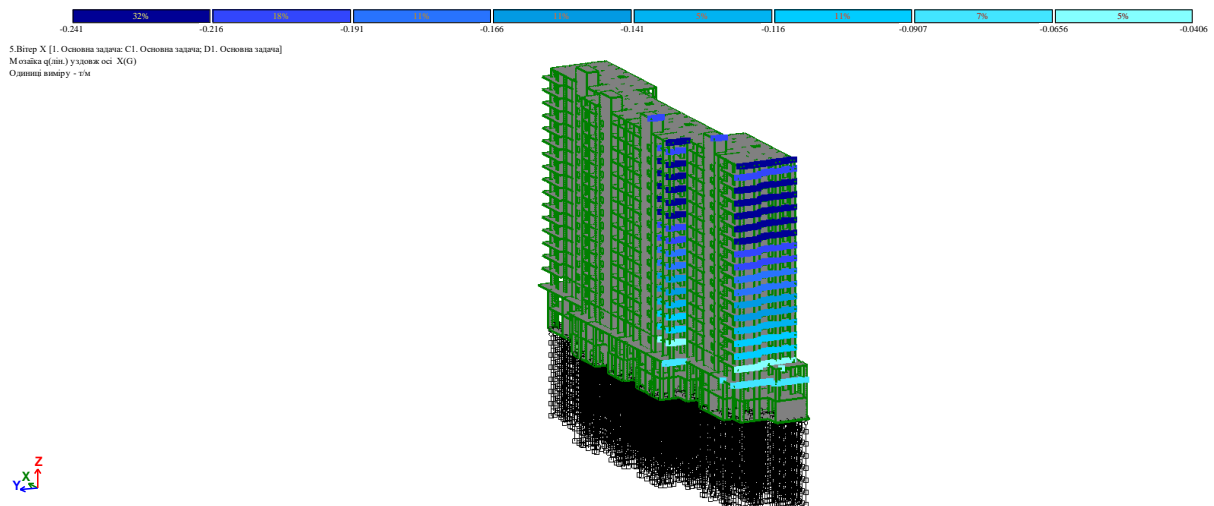 32% 18% 11% 11% 7% 5%
-0.241 -0.216 -0.191 -0.166 -0.141 -0.116 -0.0907 -0.0656 -0.0406
5.Вітер X [1. Основна задача: C1. Основна задача; D1. Основна задача]
Мозаїка q(лін.) уздовж осі X(G)
Одиниці виміру - т/м
Z
X
Y